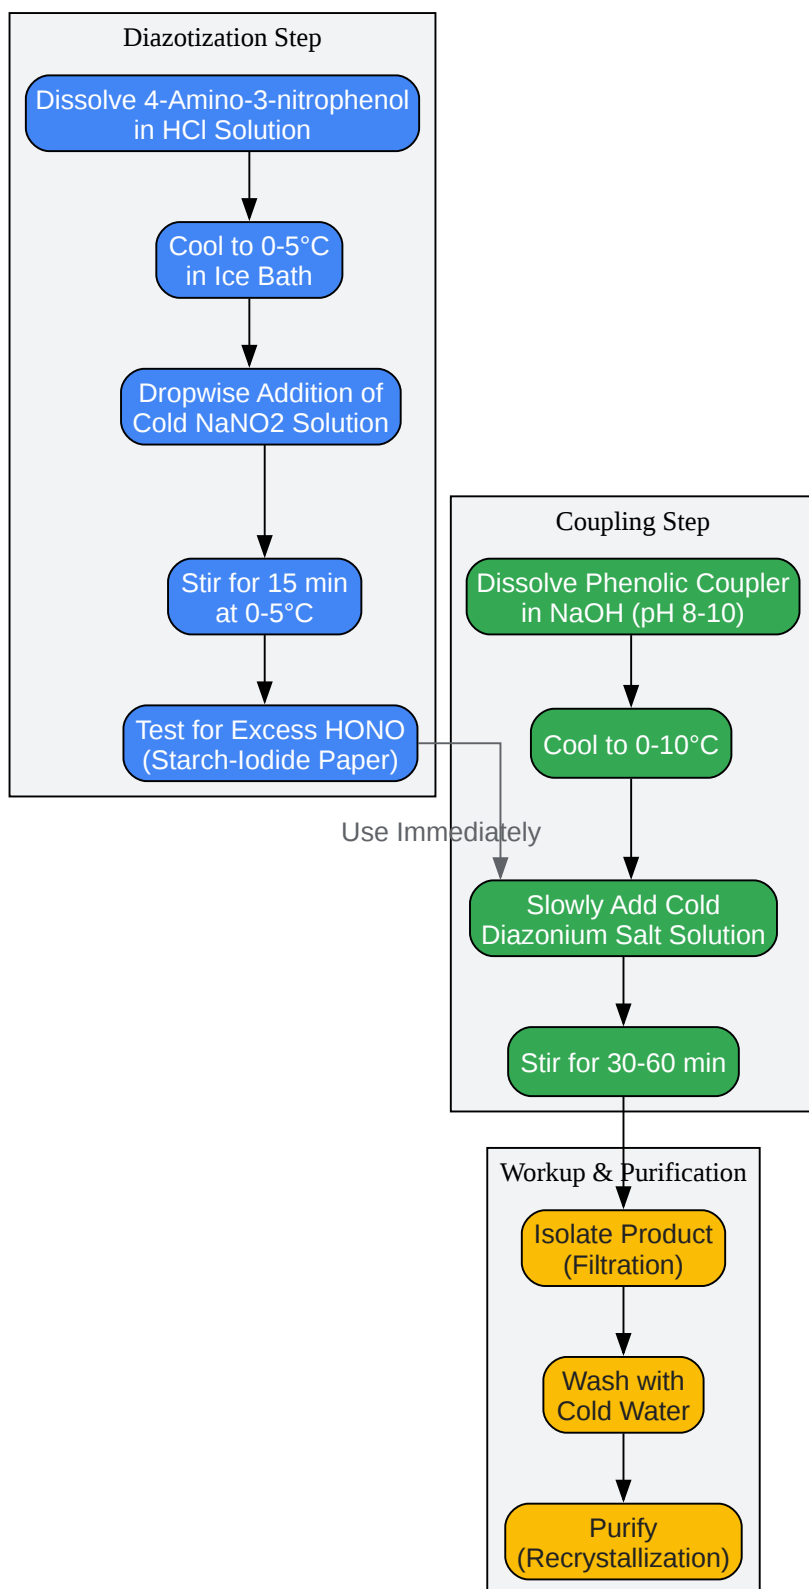 Diazotization Step
Dissolve 4-Amino-3-nitrophenol
in HCl Solution
Cool to 0-5°C
in Ice Bath
Dropwise Addition of
Cold NaNO2 Solution
Stir for 15 min
at 0-5°C
Test for Excess HONO
(Starch-Iodide Paper)
Use Immediately
Coupling Step
Dissolve Phenolic Coupler
in NaOH (pH 8-10)
Cool to 0-10°C
Slowly Add Cold
Diazonium Salt Solution
Stir for 30-60 min
Workup & Purification
Isolate Product
(Filtration)
Wash with
Cold Water
Purify
(Recrystallization)